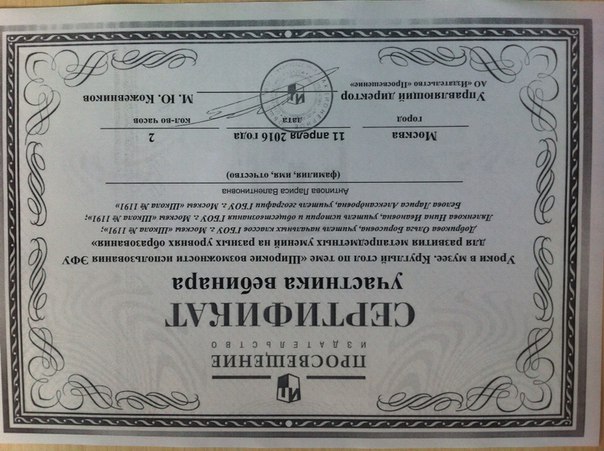 ПРОСВЕЩЕНИЕ
ИЗДАТЕЛЬСТВО
СЕРТИФИКАТ
участника вебинара
Уроки в музее. Круглый стол по теме «Широкие возможности использования ЭФУ
для развития метапредметных умений на разных уровнях образования»
Добрикова Ольга Борисовна, учитель начальных классов ГБОУ г. Москвы «Школа № 1191»;
Нина Ивановна, учитель истории и обществознания ГБОУ г. Москвы «Школа № 1191»;
Белова Лариса Александровна, учитель географии ГБОУ г. Москвы «Школа № 1191»
Антипова Лариса Валентиновна
(фамилия, имя, отчество)
Москва 11 апреля 2016 года 2
город дата кол-во часов
Управляющий директор М. Ю. Кожевников
АО «Издательство «Просвещение»